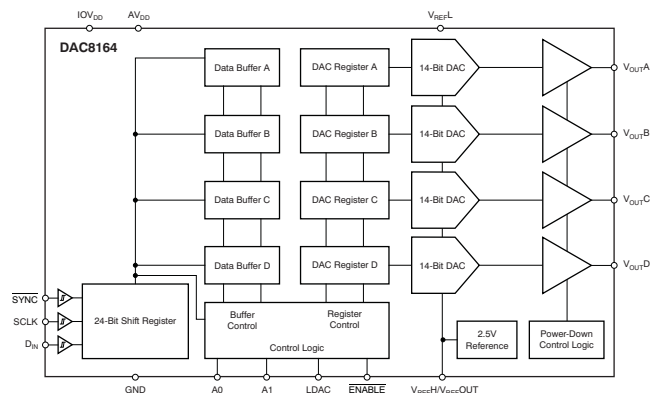 IOVDD AVDD VREFL
DAC8164
Data Buffer A DAC Register A 14-Bit DAC VOUTA
Data Buffer B DAC Register B 14-Bit DAC VOUTB
Data Buffer C DAC Register C 14-Bit DAC VOUTC
Data Buffer D DAC Register D 14-Bit DAC VOUTD
SYNC
SCLK
DIN
24-Bit Shift Register
Buffer
Control
Register
Control
Control Logic
2.5V
Reference
Power-Down
Control Logic
GND A0 A1 LDAC ENABLE VREFH/VREFOUT